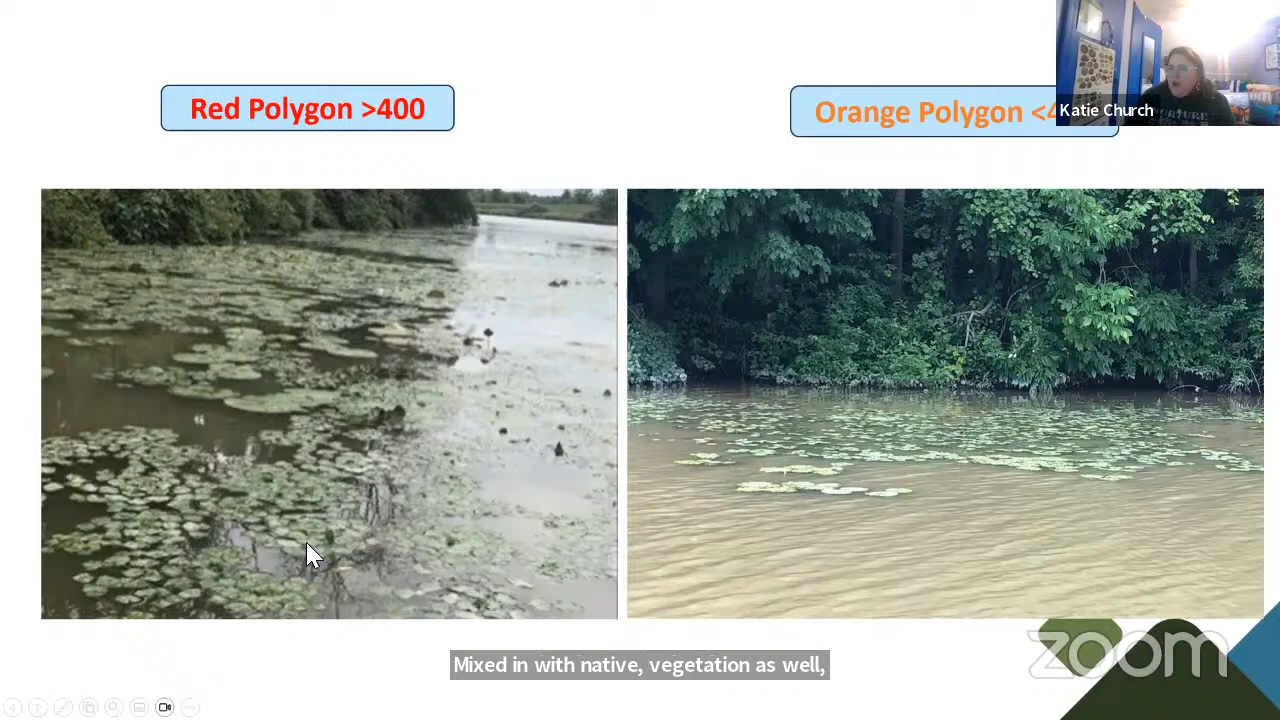 Red Polygon >400
Orange Polygon <4
Katie Church
Mixed in with native, vegetation as well,
zoom